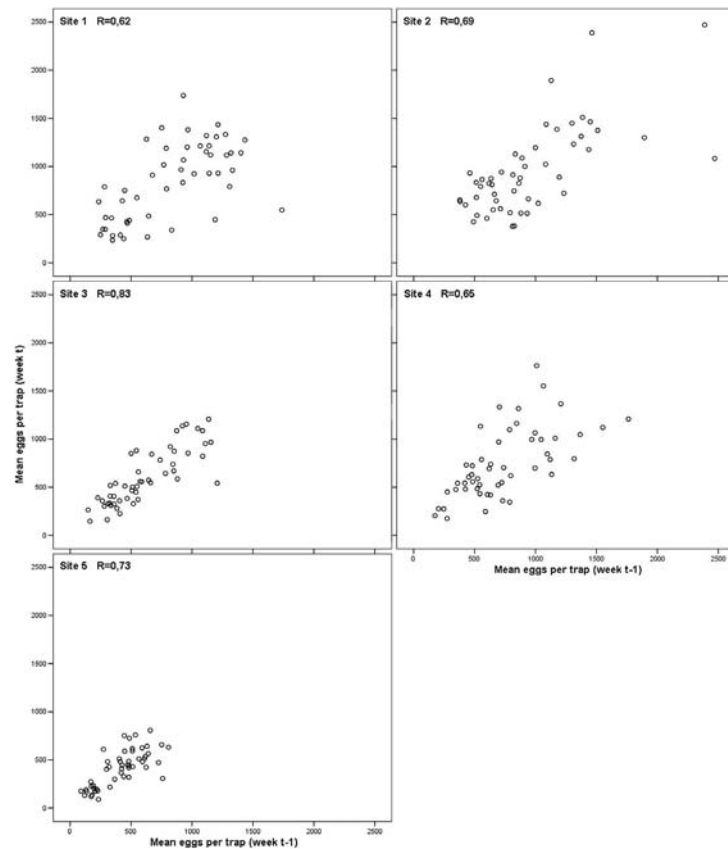 Site 1 R=0,62
Site 2 R=0,69
2500
2000
1500
1000
500
0
Site 3 R=0,83
Site 4 R=0,65
2500
2000
1500
1000
500
0
Mean eggs per trap (week t)
Site 5 R=0,73
0 500 1000 1500 2000 2500
Mean eggs per trap (week t-1)
2500
2000
1500
1000
500
0
0 500 1000 1500 2000 2500
Mean eggs per trap (week t-1)